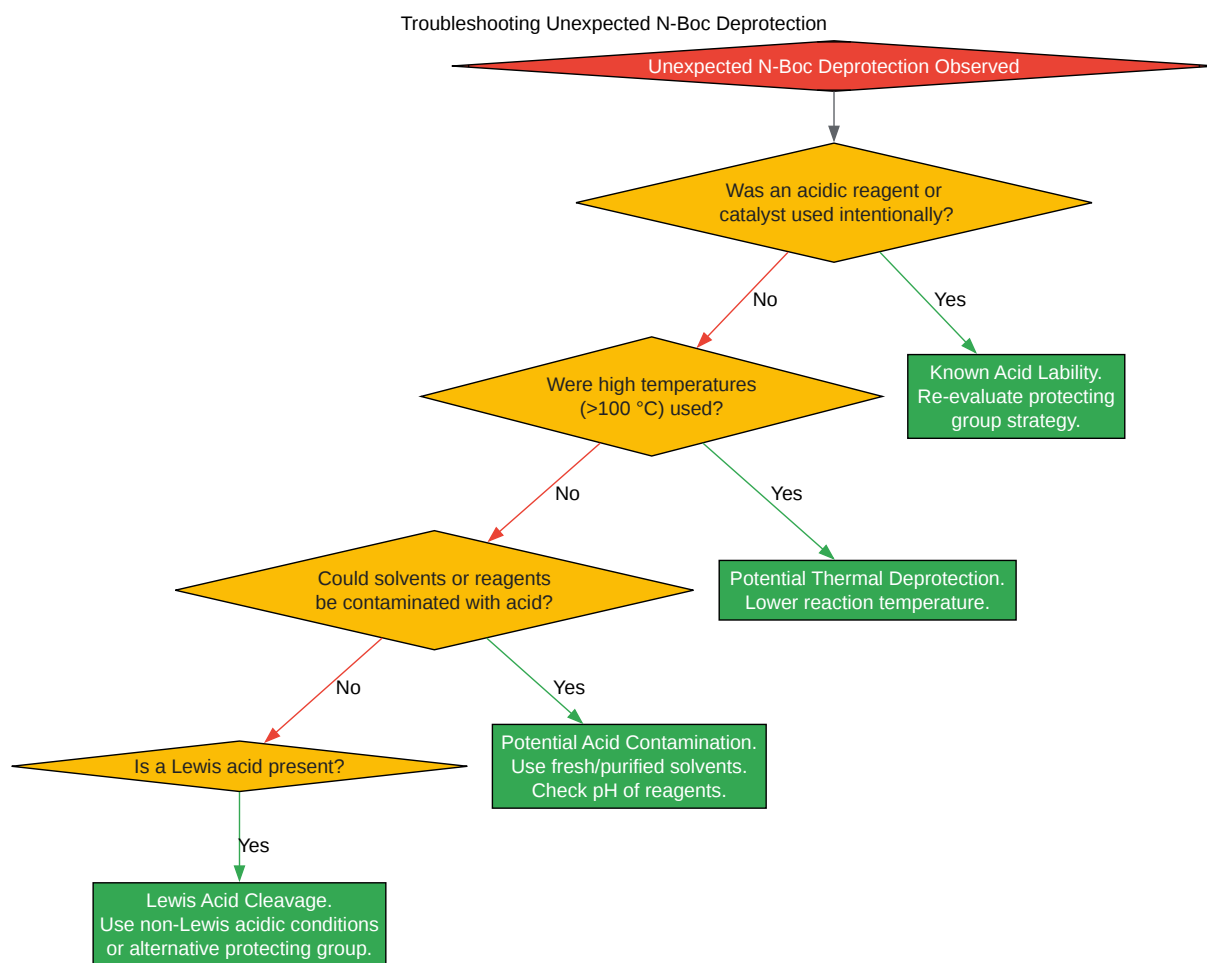 Troubleshooting Unexpected N-Boc Deprotection
Unexpected N-Boc Deprotection Observed
Was an acidic reagent or
catalyst used intentionally?
No
Yes
Known Acid Lability.
Re-evaluate protecting
group strategy.
Were high temperatures
(>100 °C) used?
No
Yes
Potential Thermal Deprotection.
Lower reaction temperature.
Could solvents or reagents
be contaminated with acid?
No
Yes
Potential Acid Contamination.
Use fresh/purified solvents.
Check pH of reagents.
Is a Lewis acid present?
Yes
Lewis Acid Cleavage.
Use non-Lewis acidic conditions
or alternative protecting group.